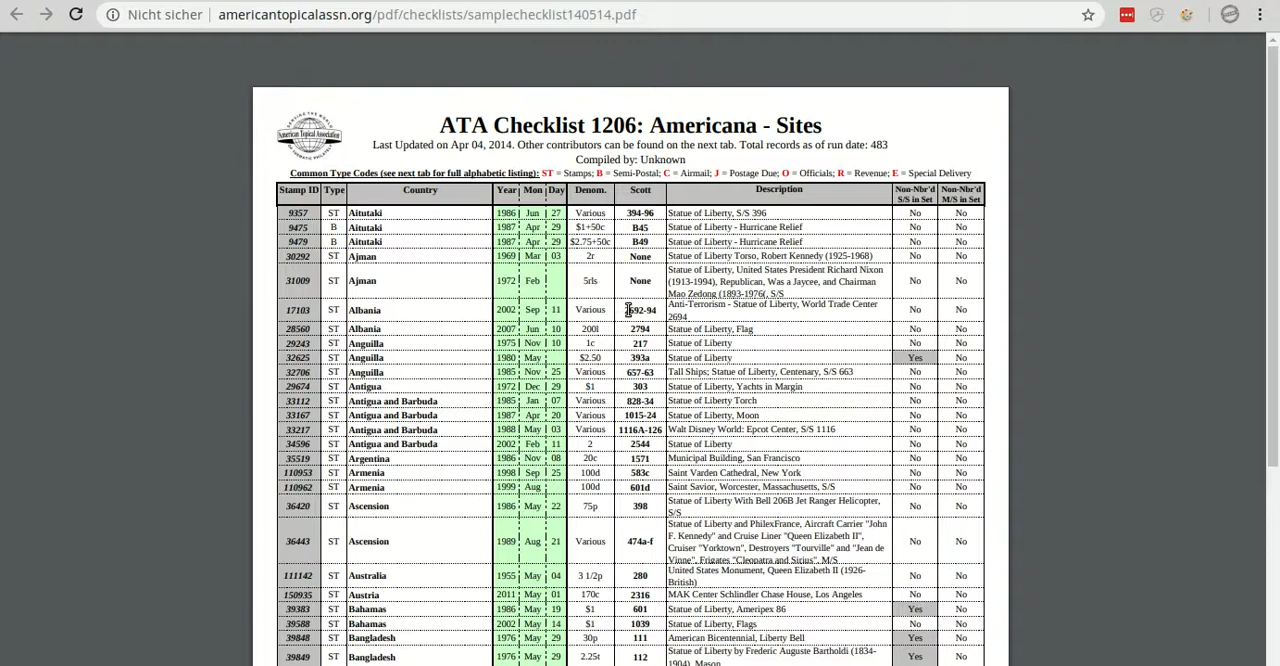 Nicht sicher americantopicalassn.org/pdf/checklists/samplechecklist140514.pdf
American Topical Association
ATA Checklist 1206: Americana - Sites
Last Updated on Apr 04, 2014. Other contributors can be found on the next tab. Total records as of run date: 483
Compiled by: Unknown
Common Type Codes (see next tab for full alphabetic listing): ST = Stamps; B = Semi-Postal; C = Airmail; J = Postage Due; O = Officials; R = Revenue; E = Special Delivery
Stamp ID Type Country Year Mon Day Denom. Scott Description Non-Nbr'd S/S in Set Non-Nbr'd M/S in Set
9357 ST Aitutaki 1986 Jun 27 Various 394-96 Statue of Liberty, S/S 396 No No
9475 B Aitutaki 1987 Apr 29 $1+50c B45 Statue of Liberty - Hurricane Relief No No
9479 B Aitutaki 1987 Apr 29 $2.75+50c B49 Statue of Liberty - Hurricane Relief No No
30292 ST Ajman 1969 Mar 03 2r None Statue of Liberty Torso, Robert Kennedy (1925-1968) No No
31009 ST Ajman 1972 Feb 5rls None Statue of Liberty, United States President Richard Nixon
(1913-1994), Republican, Was a Jaycee, and Chairman
Mao Zedong (1893-1976(, S/S No No
17103 ST Albania 2002 Sep 11 Various 2692-94 Anti-Terrorism - Statue of Liberty, World Trade Center
2694 No No
28560 ST Albania 2007 Jun 10 200l 2794 Statue of Liberty, Flag No No
29243 ST Anguilla 1975 Nov 10 1c 217 Statue of Liberty No No
32625 ST Anguilla 1980 May $2.50 393a Statue of Liberty Yes No
32706 ST Anguilla 1985 Nov 25 Various 657-63 Tall Ships; Statue of Liberty, Centenary, S/S 663 No No
29674 ST Antigua 1972 Dec 29 $1 303 Statue of Liberty, Yachts in Margin No No
33112 ST Antigua and Barbuda 1985 Jan 07 Various 828-34 Statue of Liberty Torch No No
33167 ST Antigua and Barbuda 1987 Apr 20 Various 1015-24 Statue of Liberty, Moon No No
33217 ST Antigua and Barbuda 1988 May 03 Various 1116A-126 Walt Disney World: Epcot Center, S/S 1116 No No
34596 ST Antigua and Barbuda 2002 Feb 11 2 2544 Statue of Liberty No No
35519 ST Argentina 1986 Nov 08 20c 1571 Municipal Building, San Francisco No No
110953 ST Armenia 1998 Sep 25 100d 583c Saint Varden Cathedral, New York No No
110962 ST Armenia 1999 Aug 100d 601d Saint Savior, Worcester, Massachusetts, S/S No No
36420 ST Ascension 1986 May 22 75p 398 Statue of Liberty With Bell 206B Jet Ranger Helicopter,
S/S No No
36443 ST Ascension 1989 Aug 21 Various 474a-f Statue of Liberty and PhilexFrance, Aircraft Carrier "John
F. Kennedy" and Cruise Liner "Queen Elizabeth II",
Cruiser "Yorktown", Destroyers "Tourville" and "Jean de
Vinne", Frigates "Cleopatra and Sirius", M/S No No
111142 ST Australia 1955 May 04 3 1/2p 280 United States Monument, Queen Elizabeth II (1926-
British) No No
150935 ST Austria 2011 May 01 170c 2316 MAK Center Schindler Chase House, Los Angeles No No
39383 ST Bahamas 1986 May 19 $1 601 Statue of Liberty, Ameripex 86 Yes No
39588 ST Bahamas 2002 May 14 $1 1039 Statue of Liberty, Flags No No
39848 ST Bangladesh 1976 May 29 30p 111 American Bicentennial, Liberty Bell Yes No
39849 ST Bangladesh 1976 May 29 2.25t 112 Statue of Liberty by Frederic Auguste Bartholdi (1834-
1904), Mason Yes No